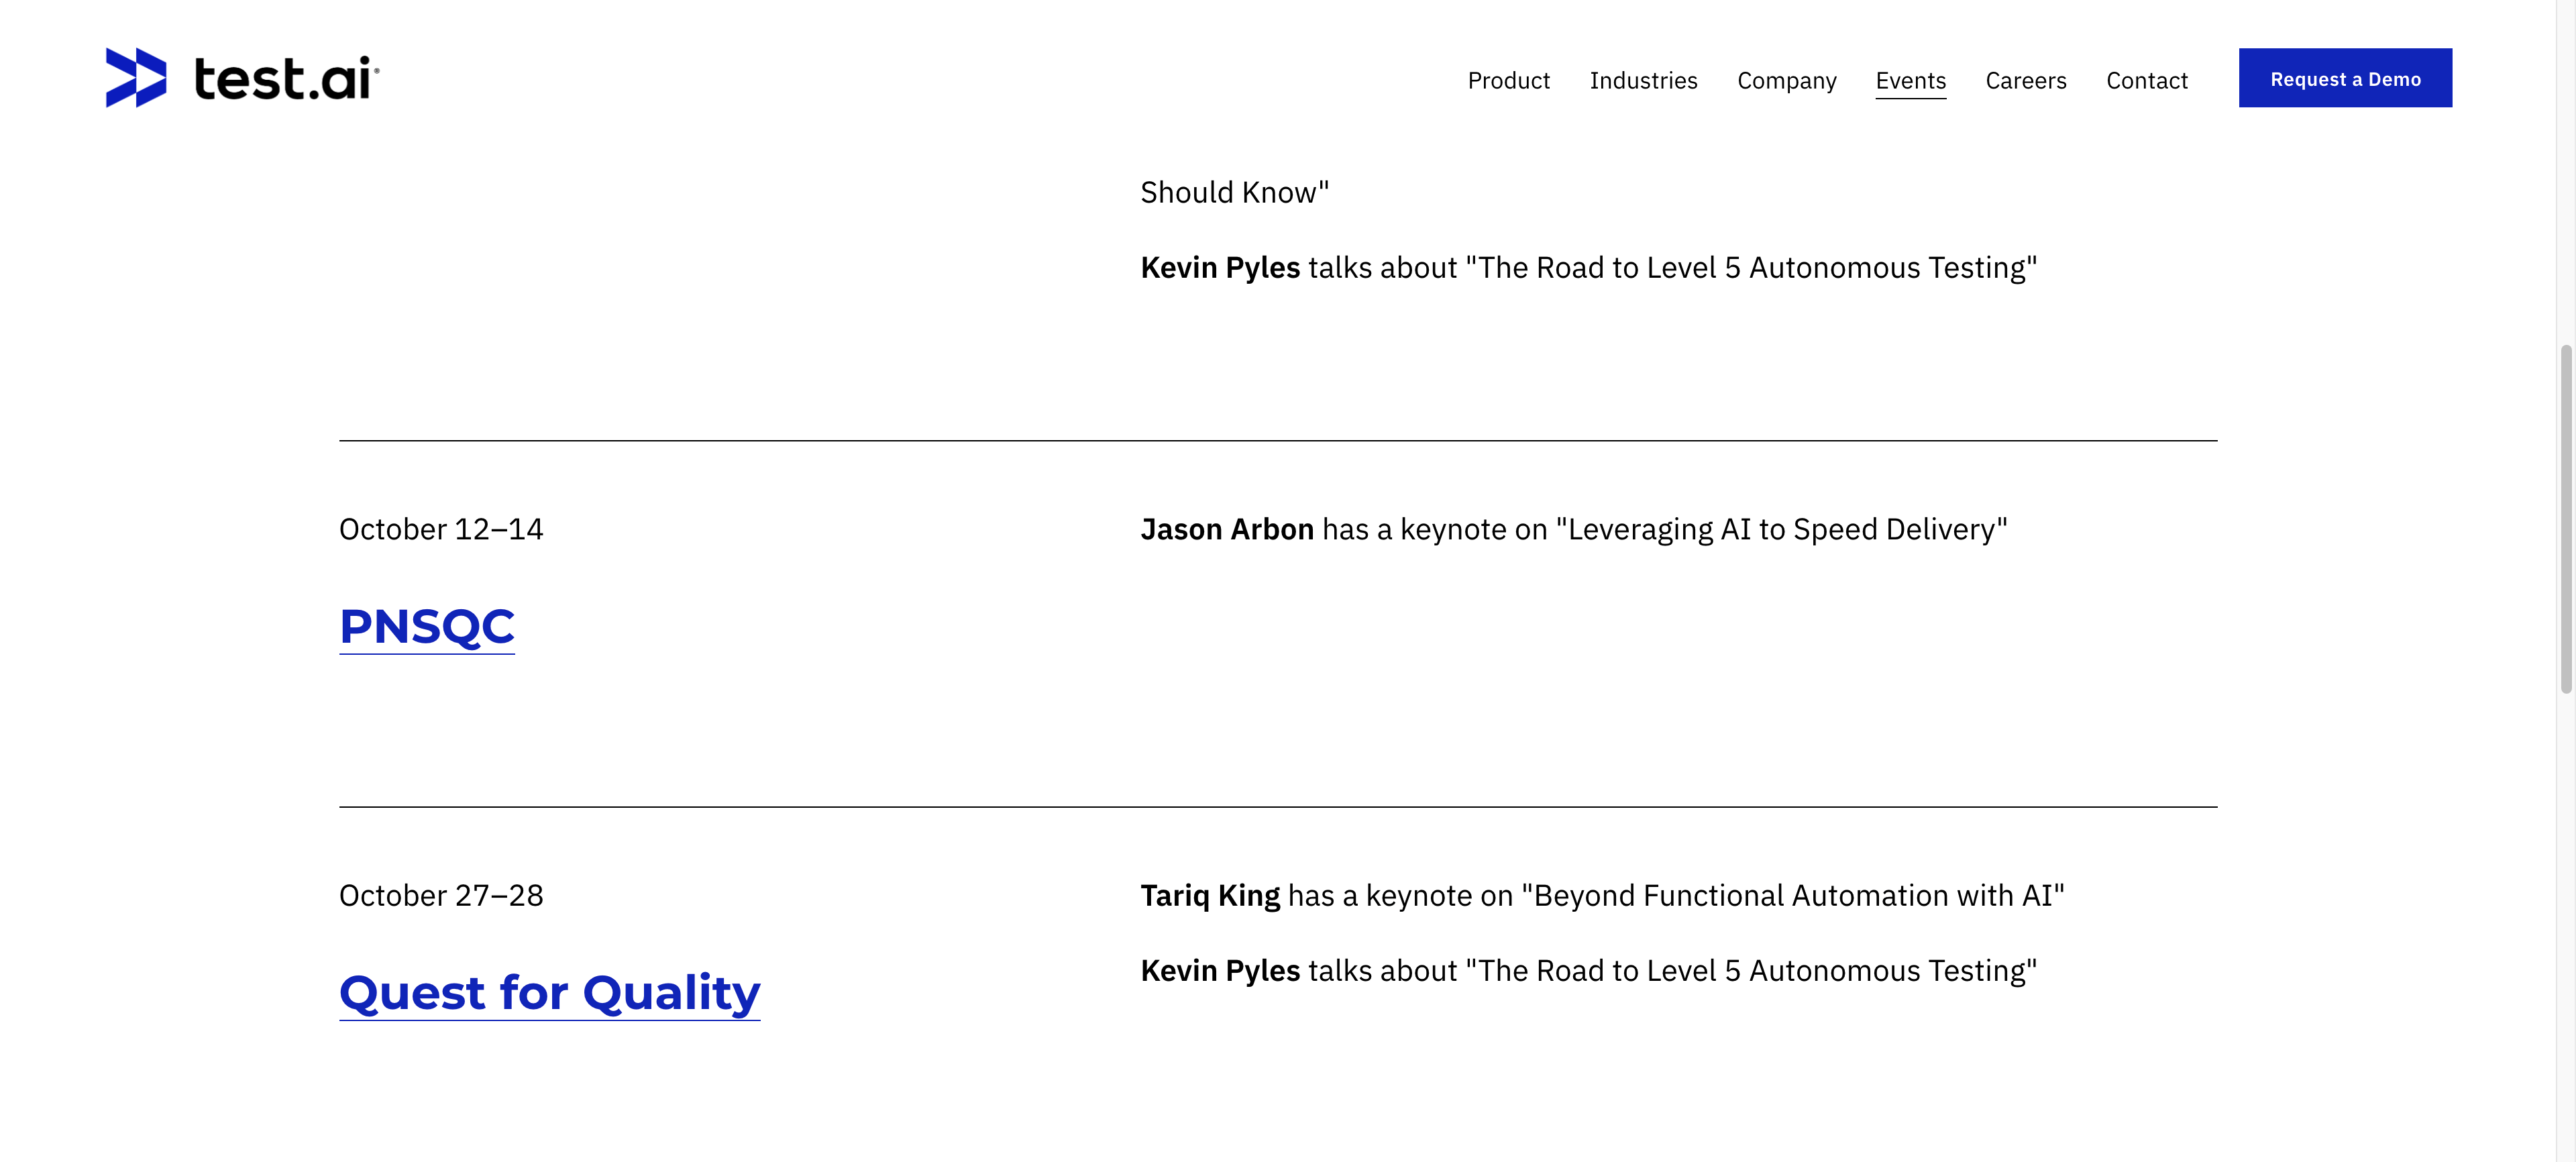 test.ai
Product Industries Company Events Careers Contact Request a Demo
Should Know"
Kevin Pyles talks about "The Road to Level 5 Autonomous Testing"
October 12–14
Jason Arbon has a keynote on "Leveraging AI to Speed Delivery"
PNSQC
October 27–28
Tariq King has a keynote on "Beyond Functional Automation with AI"
Kevin Pyles talks about "The Road to Level 5 Autonomous Testing"
Quest for Quality